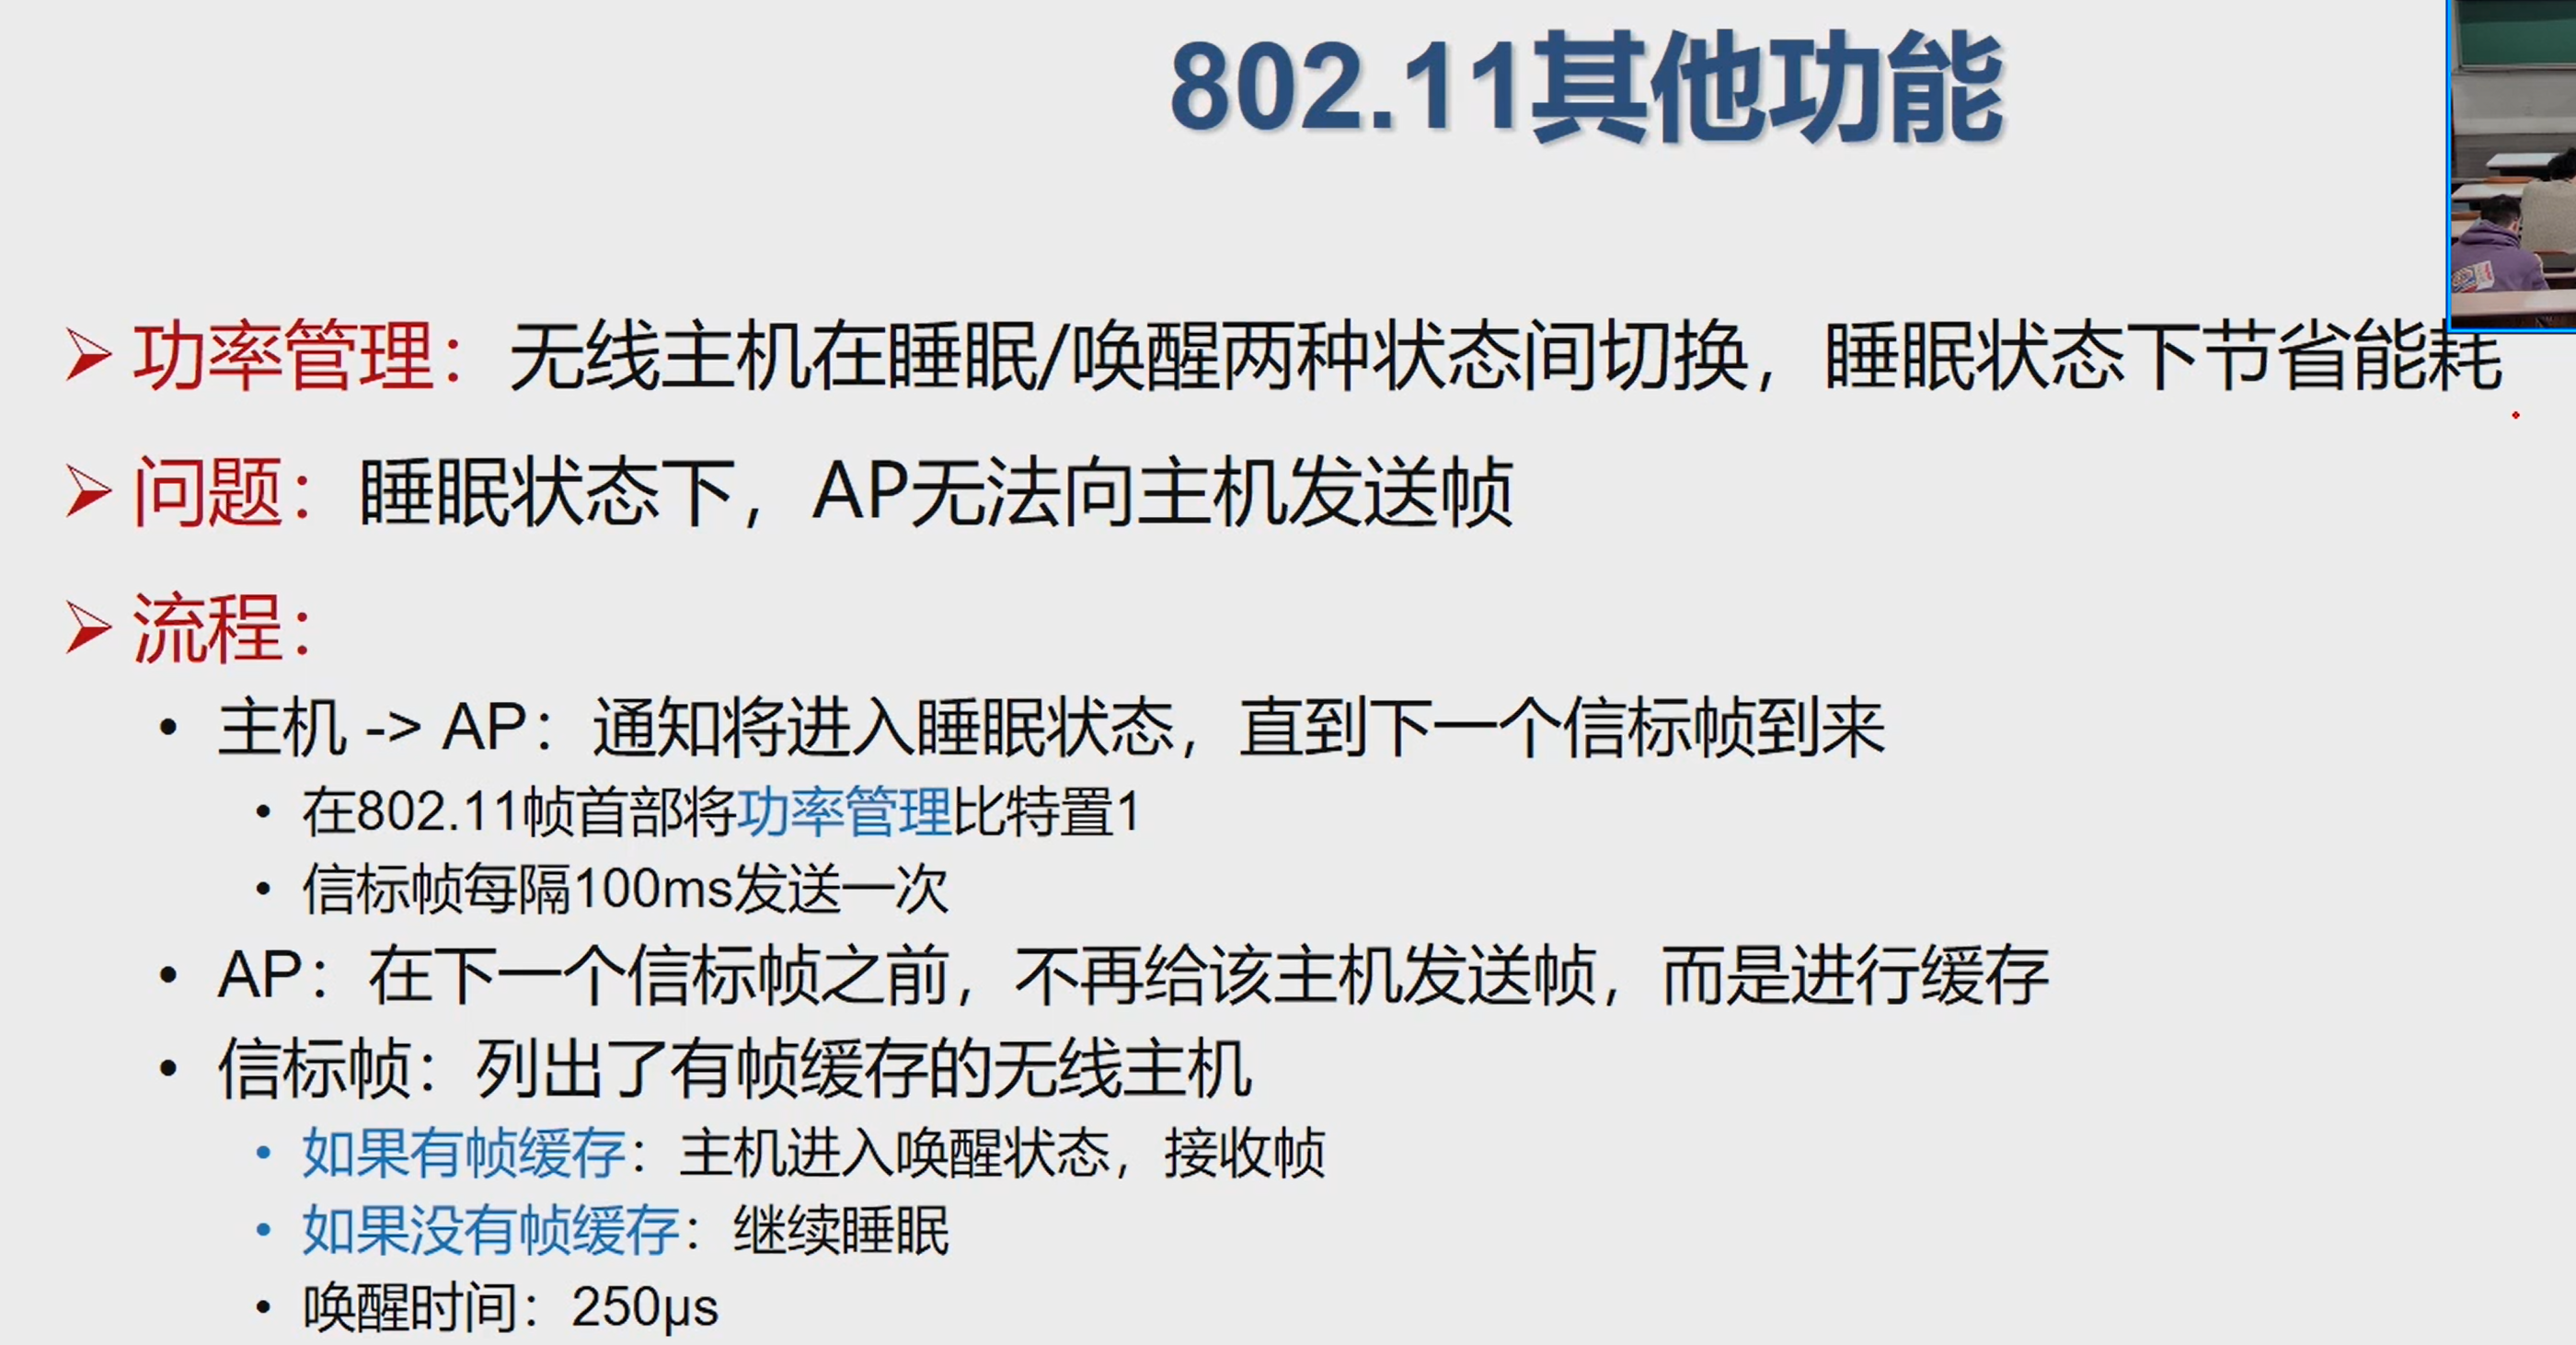 802.11其他功能
功率管理：无线主机在睡眠/唤醒两种状态间切换，睡眠状态下节省能耗
问题：睡眠状态下，AP无法向主机发送帧
流程：
主机 -> AP：通知将进入睡眠状态，直到下一个信标帧到来
在802.11帧首部将功率管理比特置1
信标帧每隔100ms发送一次
AP：在下一个信标帧之前，不再给该主机发送帧，而是进行缓存
信标帧：列出了有帧缓存的无线主机
如果有帧缓存：主机进入唤醒状态，接收帧
如果没有帧缓存：继续睡眠
唤醒时间：250μs